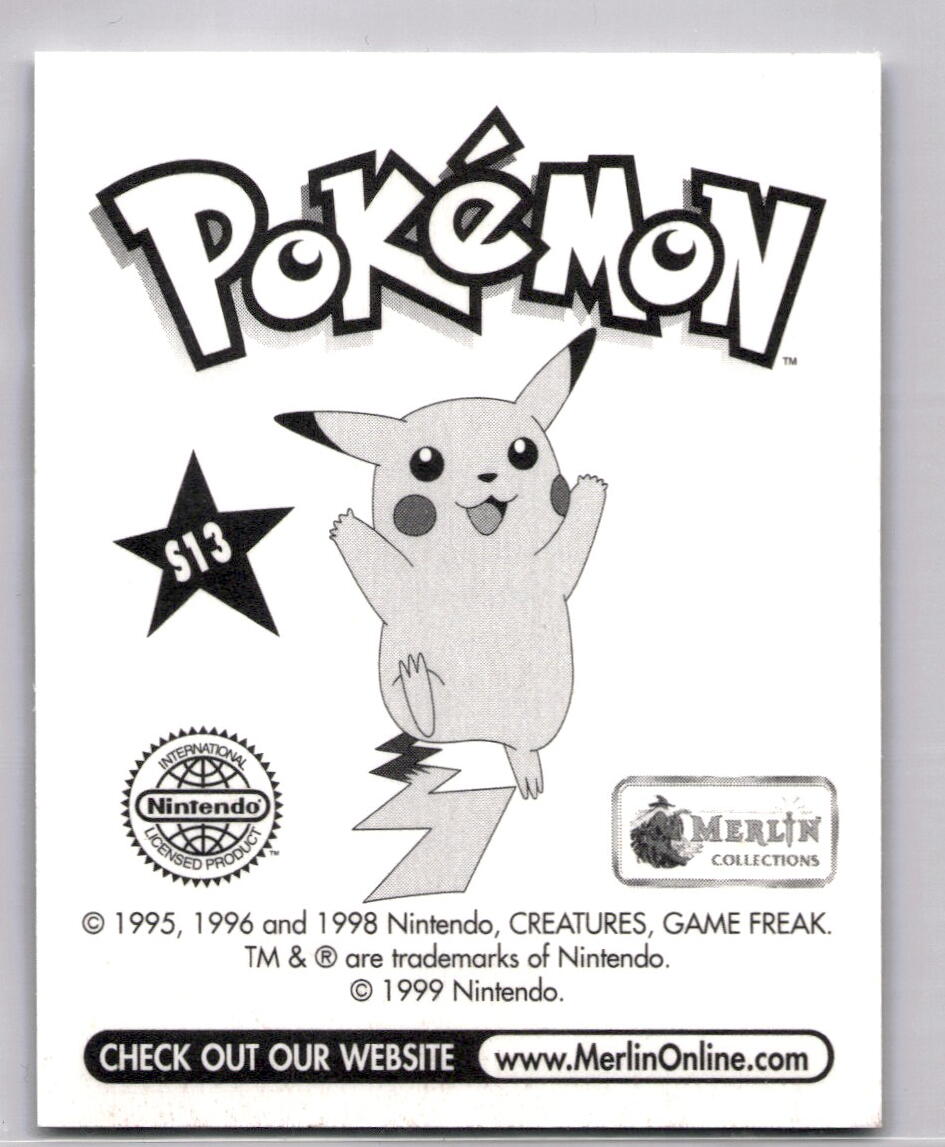 POKéMON
™
S13
INTERNATIONAL
Nintendo®
LICENSED PRODUCT
™
MERLIN
COLLECTIONS
© 1995, 1996 and 1998 Nintendo, CREATURES, GAME FREAK.
TM & ® are trademarks of Nintendo.
© 1999 Nintendo.
CHECK OUT OUR WEBSITE www.MerlinOnline.com